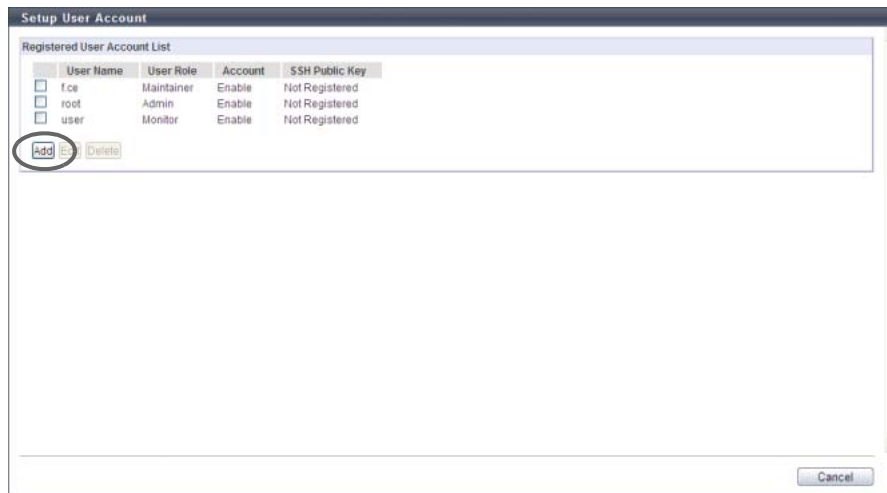 Setup User Account
Registered User Account List
User Name User Role Account SSH Public Key
f.ce Maintainer Enable Not Registered
root Admin Enable Not Registered
user Monitor Enable Not Registered
Add Edit Delete
Cancel